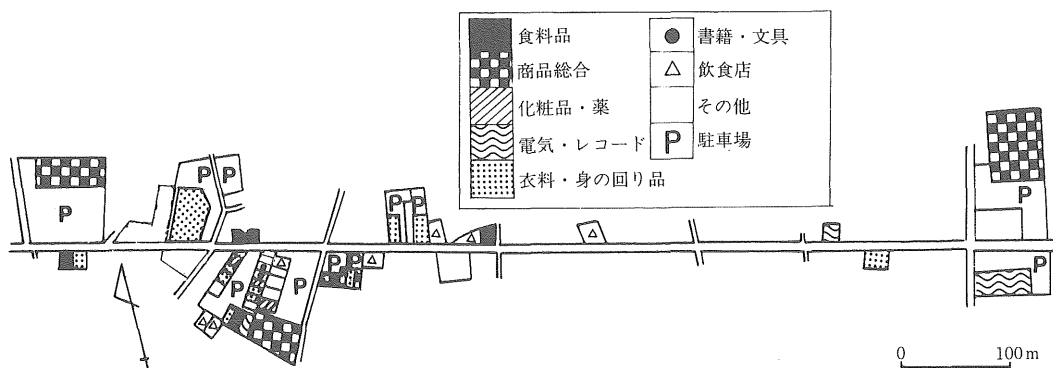 食料品
商品総合
化粧品・薬
電気・レコード
衣料・身の回り品
書籍・文具
飲食店
その他
P 駐車場
P P
P
P P
P
P
P P
P
P
0 100m